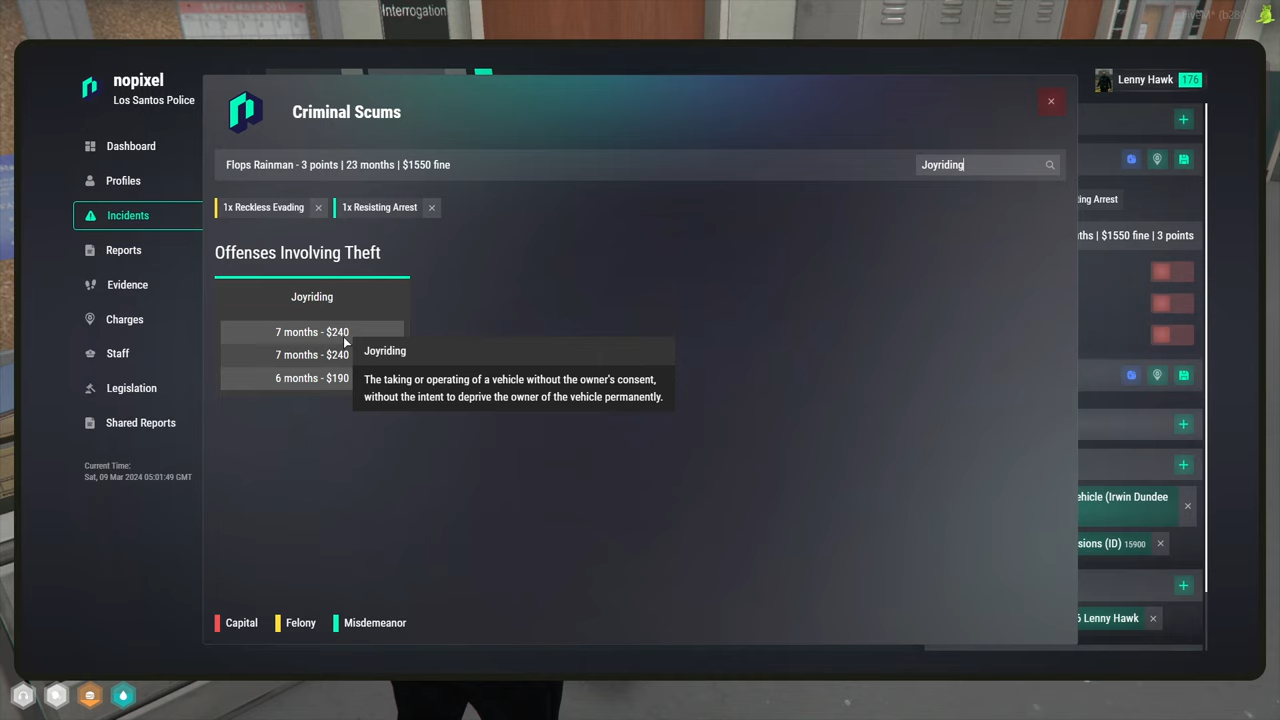 Interrogation
nopixel
Los Santos Police
Lenny Hawk 176
Criminal Scums
Dashboard
Profiles
Incidents
Reports
Evidence
Charges
Staff
Legislation
Shared Reports
Current Time:
Sat, 09 Mar 2024 05:01:49 GMT
Flops Rainman - 3 points | 23 months | $1550 fine
Joyriding
1x Reckless Evading
1x Resisting Arrest
Offenses Involving Theft
Joyriding
7 months - $240
7 months - $240
6 months - $190
Joyriding
The taking or operating of a vehicle without the owner's consent,
without the intent to deprive the owner of the vehicle permanently.
Capital
Felony
Misdemeanor
ting Arrest
ths | $1550 fine | 3 points
ehicle (Irwin Dundee
sions (ID) 15900
6 Lenny Hawk